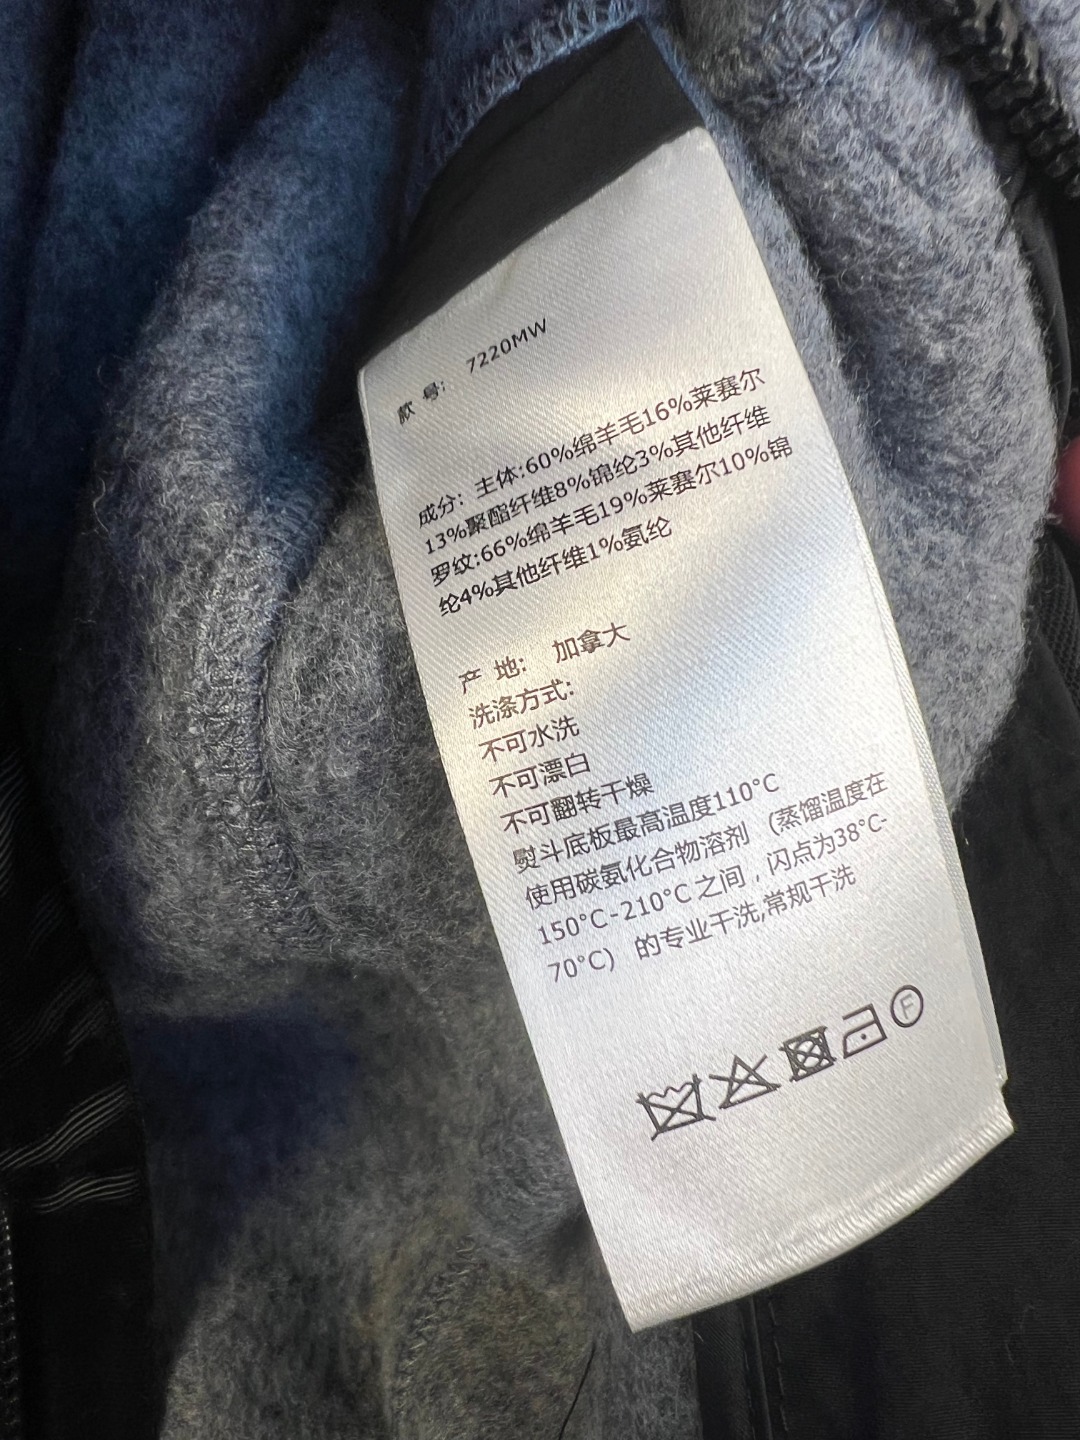 款 号: 7220MW
成分: 主体:60%绵羊毛16%莱赛尔
13%聚酯纤维8%锦纶3%其他纤维
罗纹:66%绵羊毛19%莱赛尔10%锦
纶4%其他纤维1%氨纶
产 地: 加拿大
洗涤方式:
不可水洗
不可漂白
不可翻转干燥
熨斗底板最高温度110°C
使用碳氨化合物溶剂 (蒸馏温度在
150°C-210°C之间,闪点为38°C-
70°C) 的专业干洗,常规干洗
F